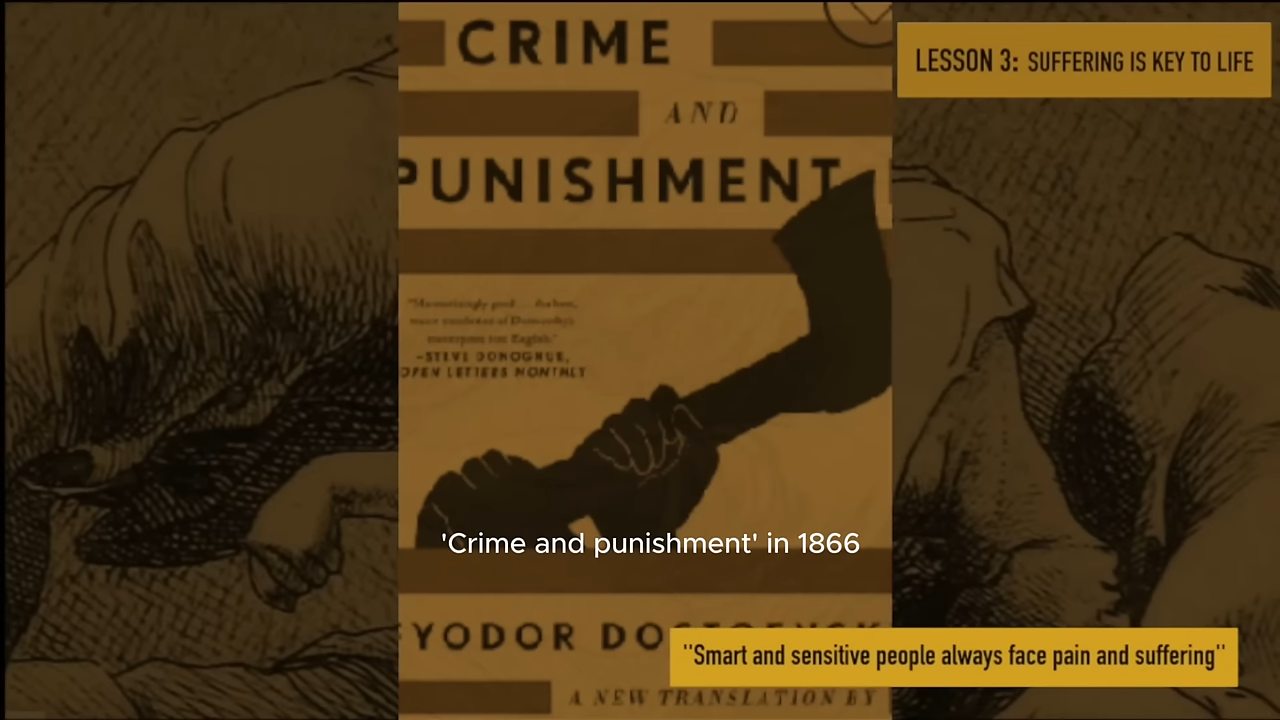 CRIME
AND
PUNISHMENT
LESSON 3: SUFFERING IS KEY TO LIFE
-STEVE DONOGHUE,
OPEN LETTERS MONTHLY
'Crime and punishment' in 1866
YODOR
"Smart and sensitive people always face pain and suffering"
A NEW TRANSLATION BY